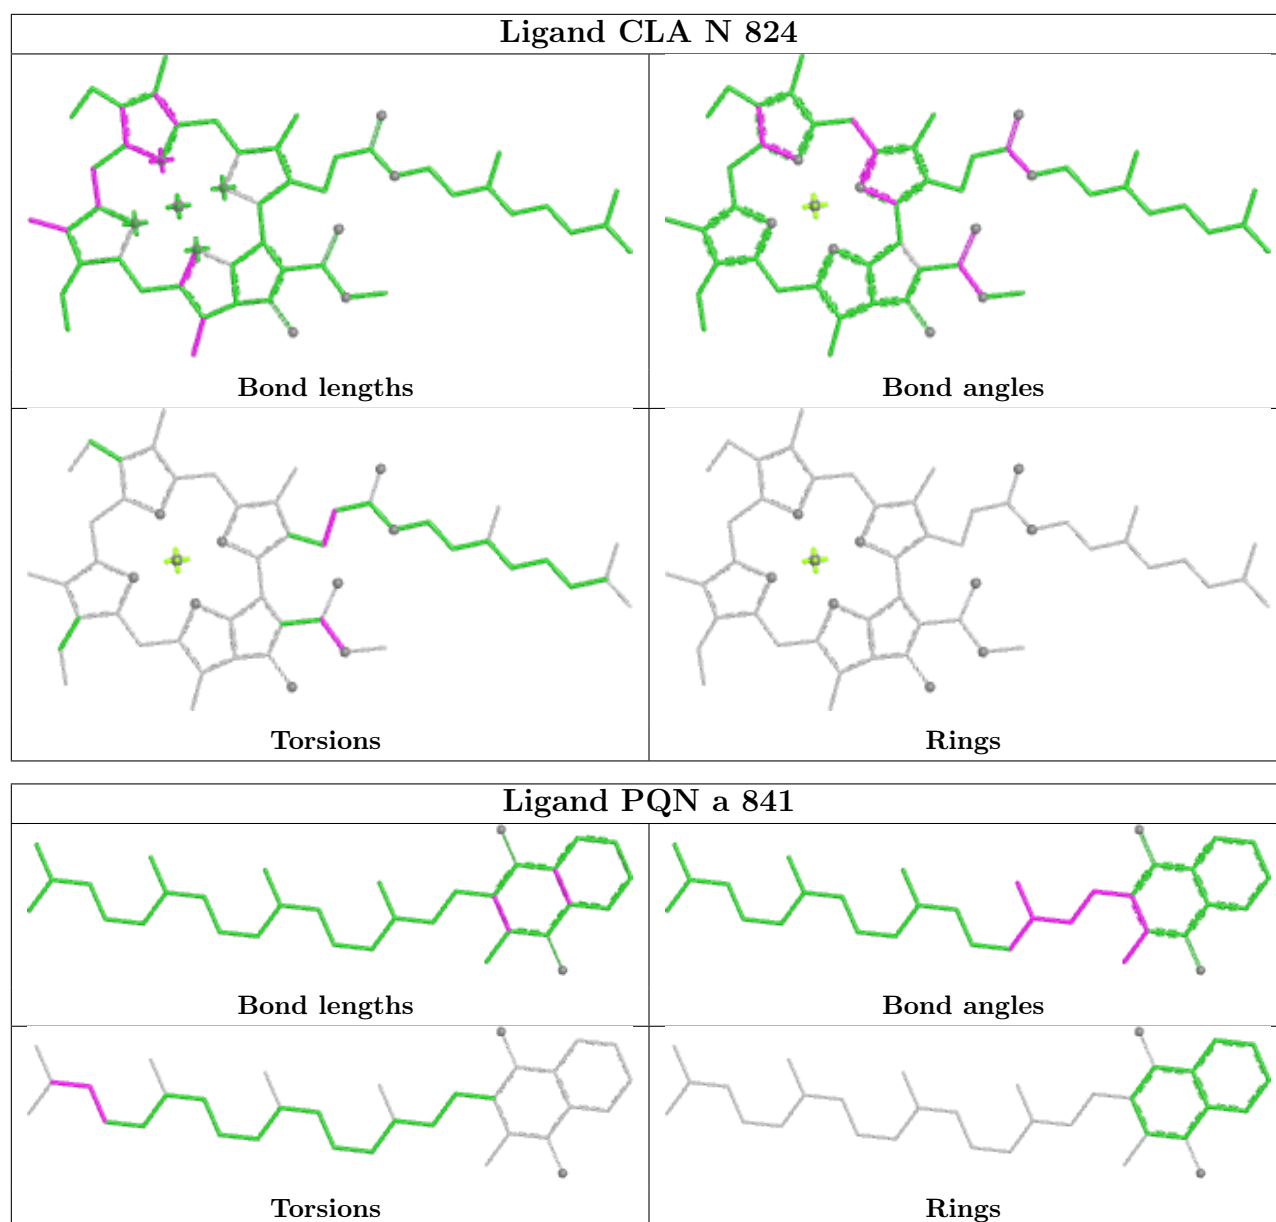 Ligand CLA N 824
Bond lengths
Bond angles
Torsions
Rings
Ligand PQN a 841
Bond lengths
Bond angles
Torsions
Rings